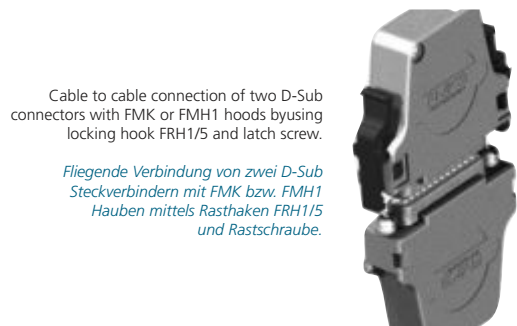 Cable to cable connection of two D-Sub
connectors with FMK or FMH1 hoods byusing
locking hook FRH1/5 and latch screw.
Fliegende Verbindung von zwei D-Sub
Steckverbindern mit FMK bzw. FMH1
Hauben mittels Rasthaken FRH1/5
und Rastschraube.